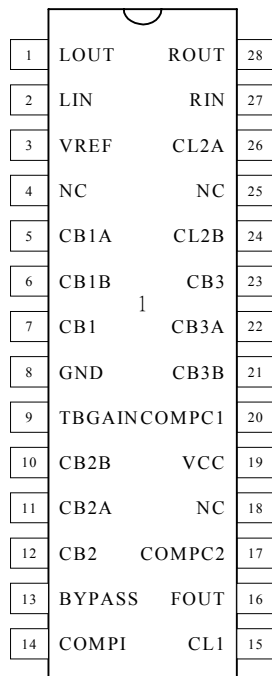 1 LOUT ROUT 28
2 LIN RIN 27
3 VREF CL2A 26
4 NC NC 25
5 CB1A CL2B 24
6 CB1B CB3 23
1
7 CB1 CB3A 22
8 GND CB3B 21
9 TBGAIN COMPC1 20
10 CB2B VCC 19
11 CB2A NC 18
12 CB2 COMPC2 17
13 BYPASS FOUT 16
14 COMPI CL1 15